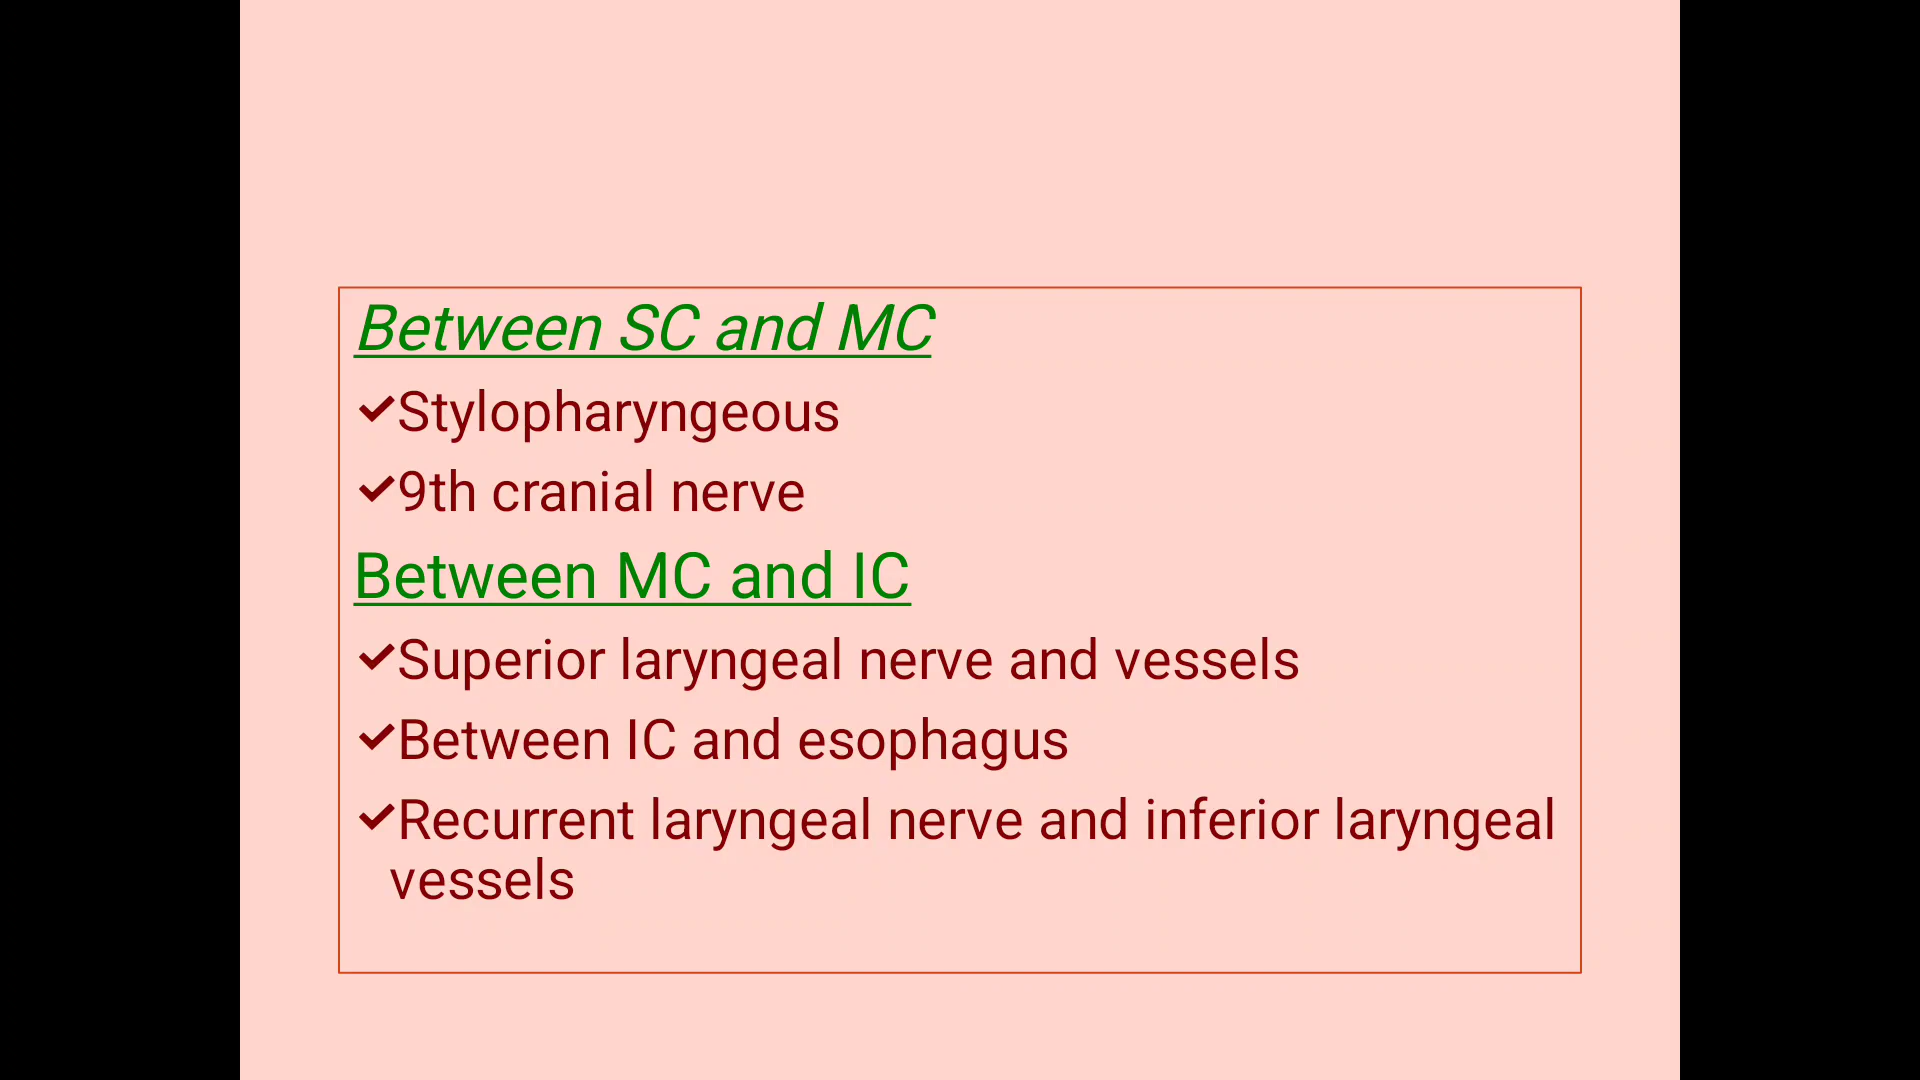 Between SC and MC
✓Stylopharyngeous
✓9th cranial nerve
Between MC and IC
✓Superior laryngeal nerve and vessels
✓Between IC and esophagus
✓Recurrent laryngeal nerve and inferior laryngeal
vessels